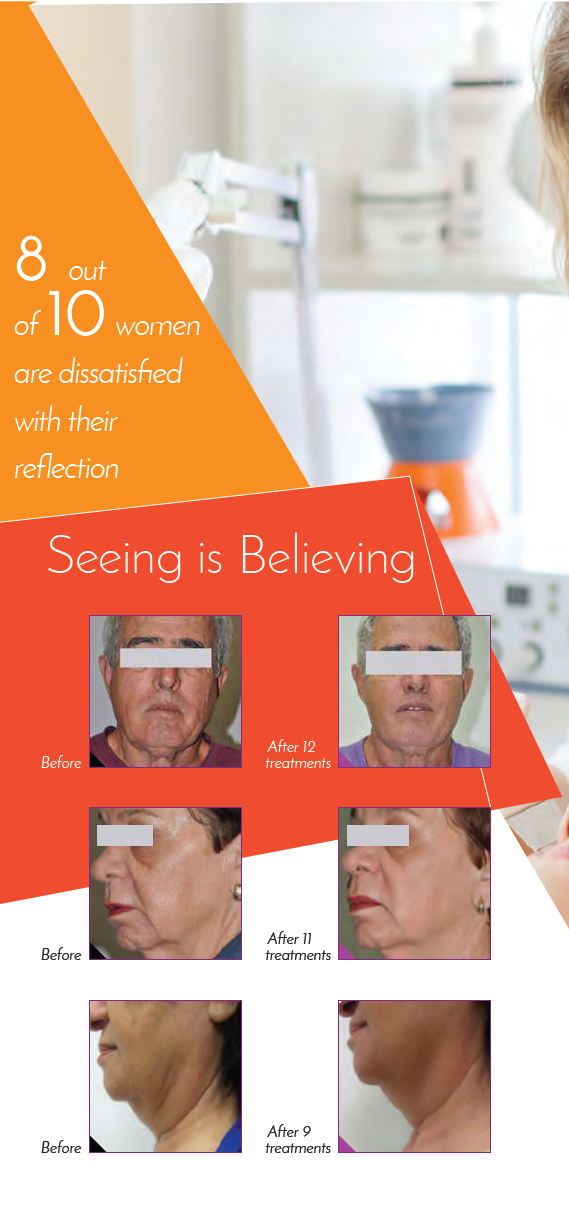 8 out
of 10 women
are dissatisfied
with their
reflection
Seeing is Believing
Before
After 12
treatments
Before
After 11
treatments
Before
After 9
treatments